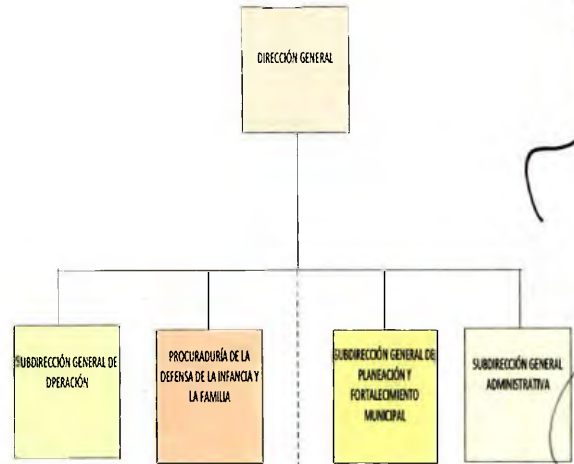 DIRECCIÓN GENERAL
SUBDIRECCIÓN GENERAL DE
OPERACIÓN
PROCURADURÍA DE LA
DEFENSA DE LA INFANCIA Y
LA FAMILIA
SUBDIRECCIÓN GENERAL DE
PLANEACIÓN Y
FORTALECIMIENTO
MUNICIPAL
SUBDIRECCIÓN GENERAL
ADMINISTRATIVA